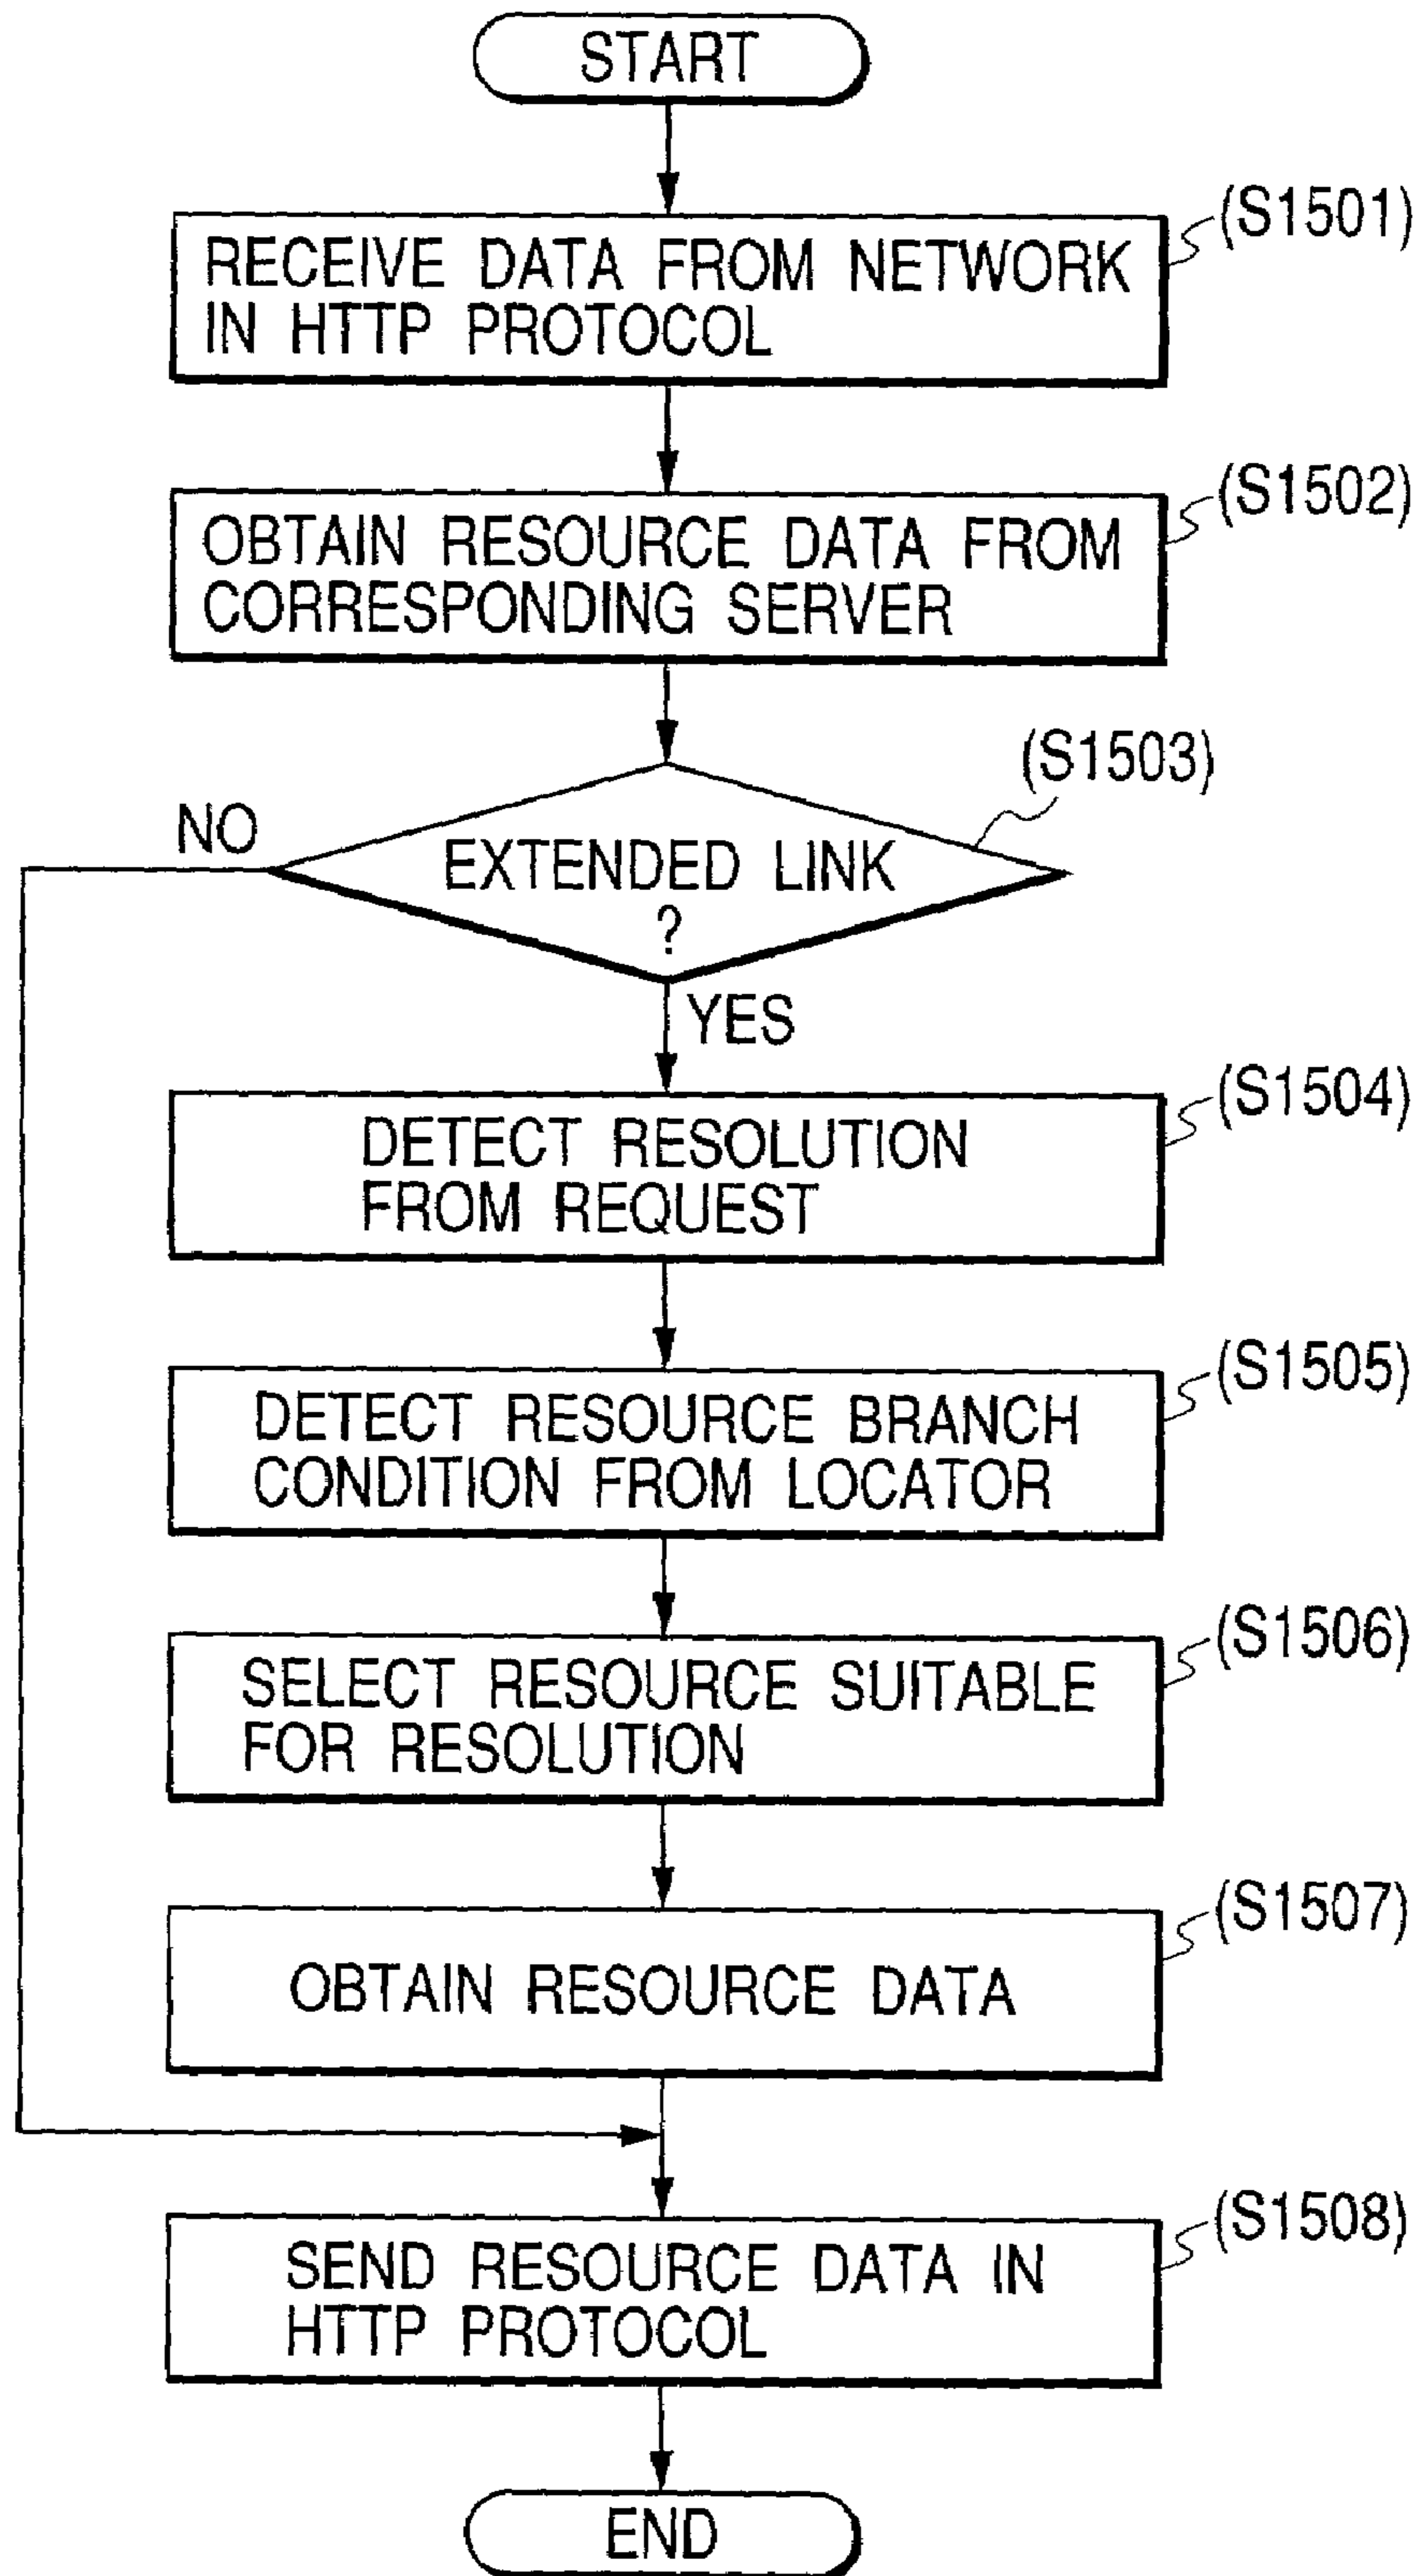 START
(S1501)
RECEIVE DATA FROM NETWORK
IN HTTP PROTOCOL
(S1502)
OBTAIN RESOURCE DATA FROM
CORRESPONDING SERVER
(S1503)
NO
EXTENDED LINK
?
YES
(S1504)
DETECT RESOLUTION
FROM REQUEST
(S1505)
DETECT RESOURCE BRANCH
CONDITION FROM LOCATOR
(S1506)
SELECT RESOURCE SUITABLE
FOR RESOLUTION
(S1507)
OBTAIN RESOURCE DATA
(S1508)
SEND RESOURCE DATA IN
HTTP PROTOCOL
END